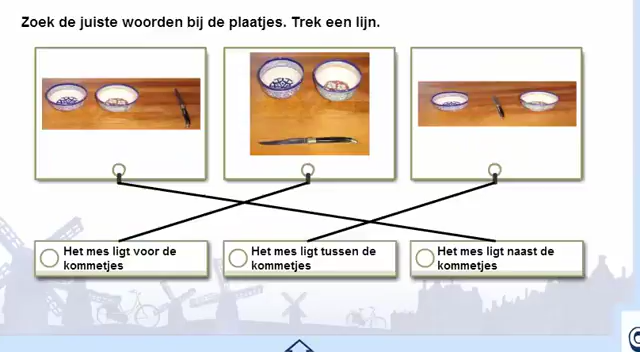 Zoek de juiste woorden bij de plaatjes. Trek een lijn.
Het mes ligt voor de
kommetjes
Het mes ligt tussen de
kommetjes
Het mes ligt naast de
kommetjes